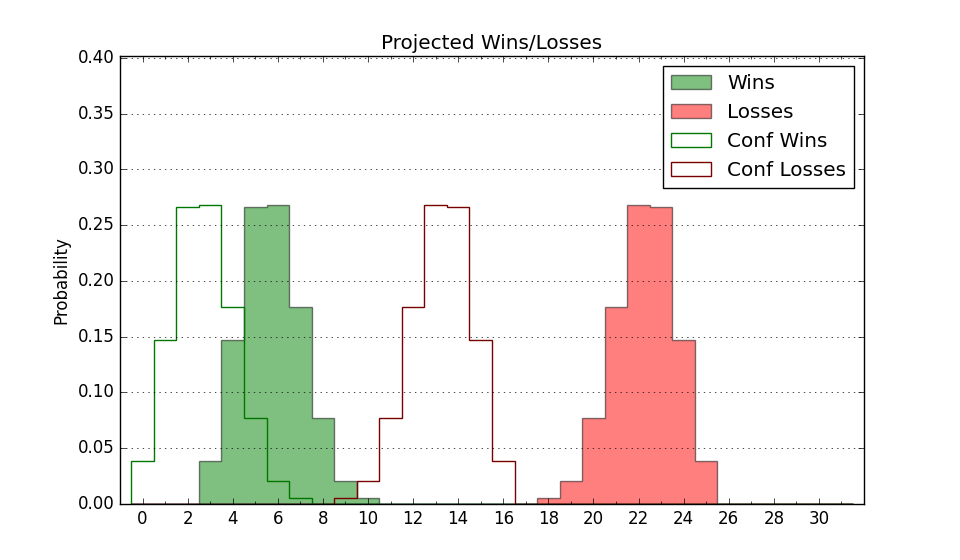 Projected Wins/Losses
0.40
0.35
0.30
0.25
0.20
0.15
0.10
0.05
0.00
Probability
Wins
Losses
Conf Wins
Conf Losses
0 2 4 6 8 10 12 14 16 18 20 22 24 26 28 30